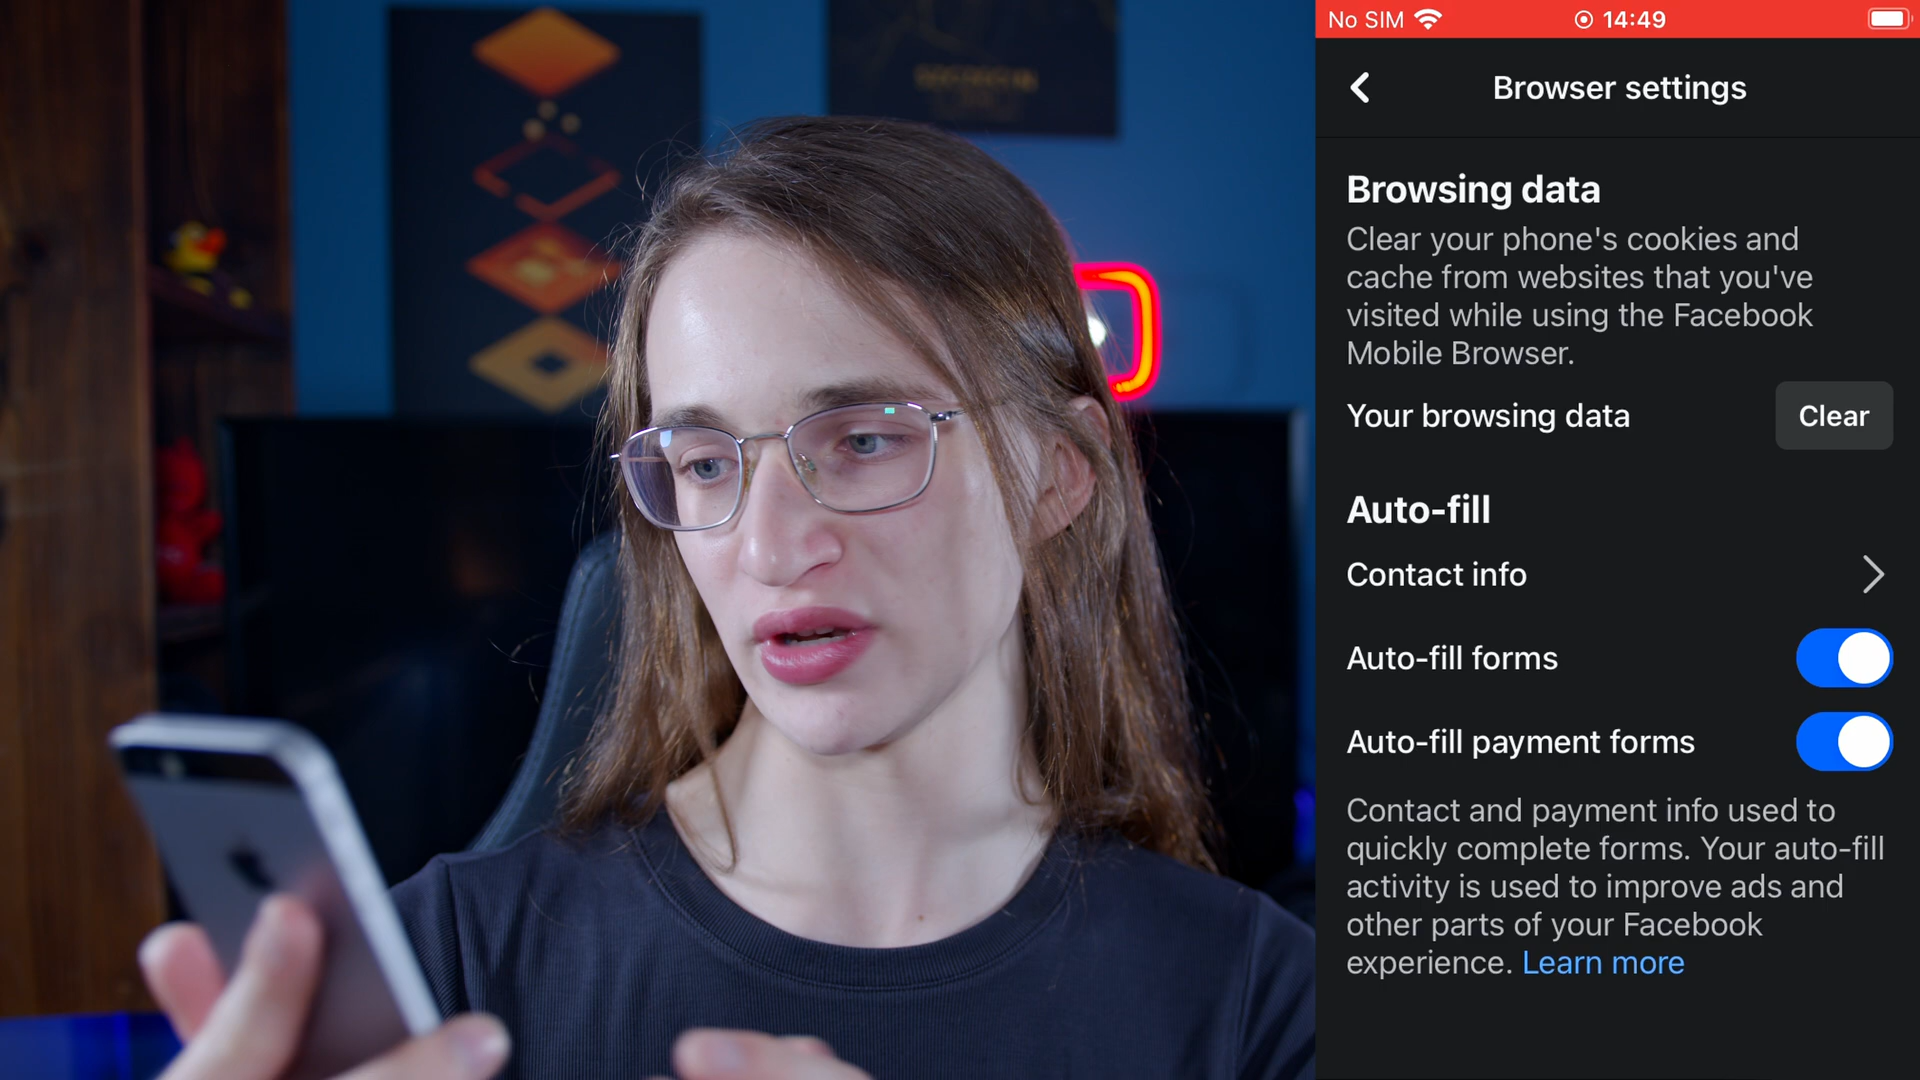 No SIM 14:49
Browser settings
Browsing data
Clear your phone's cookies and
cache from websites that you've
visited while using the Facebook
Mobile Browser.
Your browsing data Clear
Auto-fill
Contact info
Auto-fill forms
Auto-fill payment forms
Contact and payment info used to
quickly complete forms. Your auto-fill
activity is used to improve ads and
other parts of your Facebook
experience. Learn more